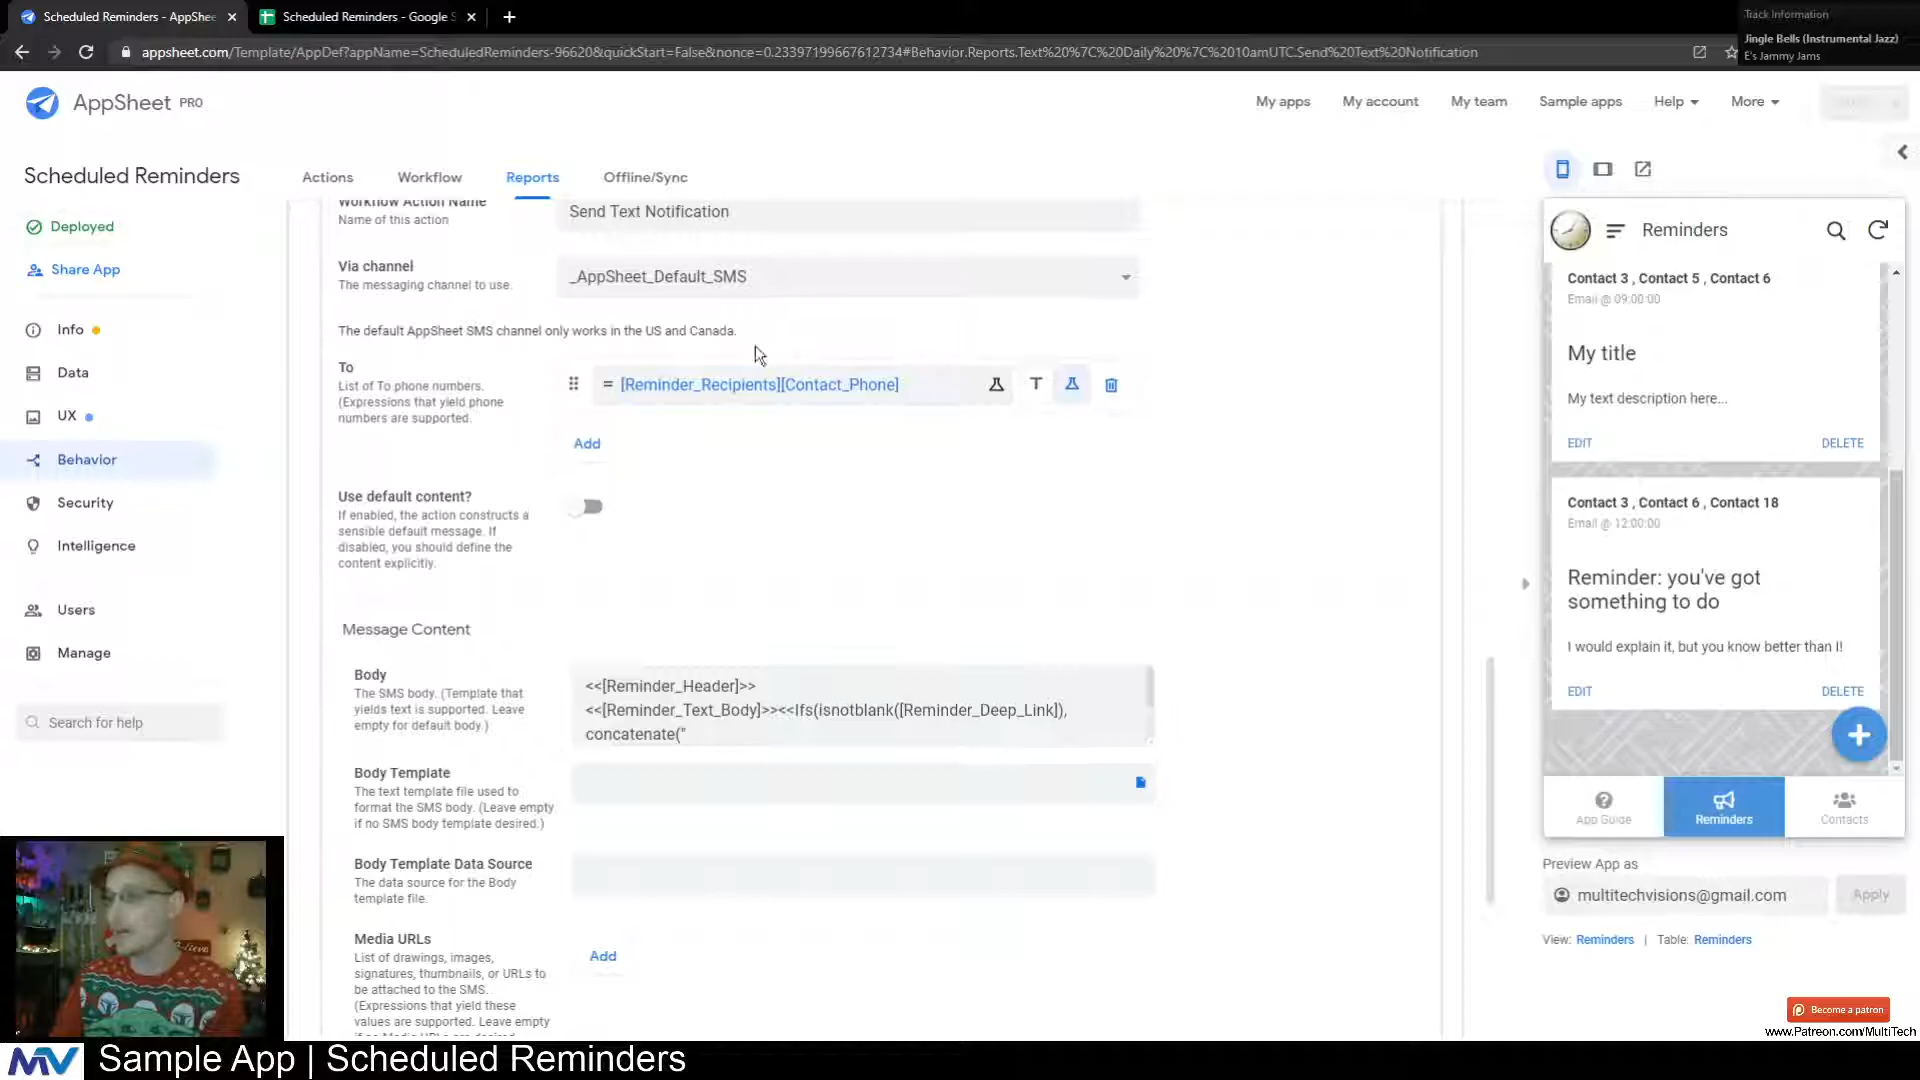 Scheduled Reminders - AppShee
Scheduled Reminders - Google S
Track Information
Jingle Bells (Instrumental Jazz)
E's Jammy Jams
appsheet.com/Template/AppDef?appName=ScheduledReminders-96620&quickStart=False&nonce=0.23397199667612734#Behavior.Reports.Text%20%7C%20Daily%20%7C%2010amUTC.Send%20Text%20Notification
AppSheet PRO
My apps
My account
My team
Sample apps
Help
More
Scheduled Reminders
Deployed
Share App
Info
Data
UX
Behavior
Security
Intelligence
Users
Manage
Search for help
Actions
Workflow
Reports
Offline/Sync
Workflow Action Name
Name of this action
Send Text Notification
Via channel
The messaging channel to use.
_AppSheet_Default_SMS
The default AppSheet SMS channel only works in the US and Canada.
To
List of To phone numbers.
(Expressions that yield phone
numbers are supported.
= [Reminder_Recipients][Contact_Phone]
T
Add
Use default content?
If enabled, the action constructs a
sensible default message. If
disabled, you should define the
content explicitly.
Message Content
Body
The SMS body. (Template that
yields text is supported. Leave
empty for default body.)
<<[Reminder_Header]>>
<<[Reminder_Text_Body]>><<Ifs(isnotblank([Reminder_Deep_Link]),
concatenate("
Body Template
The text template file used to
format the SMS body. (Leave empty
if no SMS body template desired.)
Body Template Data Source
The data source for the Body
template file.
Media URLs
List of drawings, images,
signatures, thumbnails, or URLs to
be attached to the SMS.
(Expressions that yield these
values are supported. Leave empty
Add
Reminders
Contact 3 , Contact 5 , Contact 6
Email @ 09:00:00
My title
My text description here...
EDIT
DELETE
Contact 3 , Contact 6 , Contact 18
Email @ 12:00:00
Reminder: you've got
something to do
I would explain it, but you know better than I!
EDIT
DELETE
App Guide
Reminders
Contacts
Preview App as
multitechvisions@gmail.com
Apply
View: Reminders | Table: Reminders
Become a patron
www.Patreon.com/MultiTech
MV Sample App | Scheduled Reminders